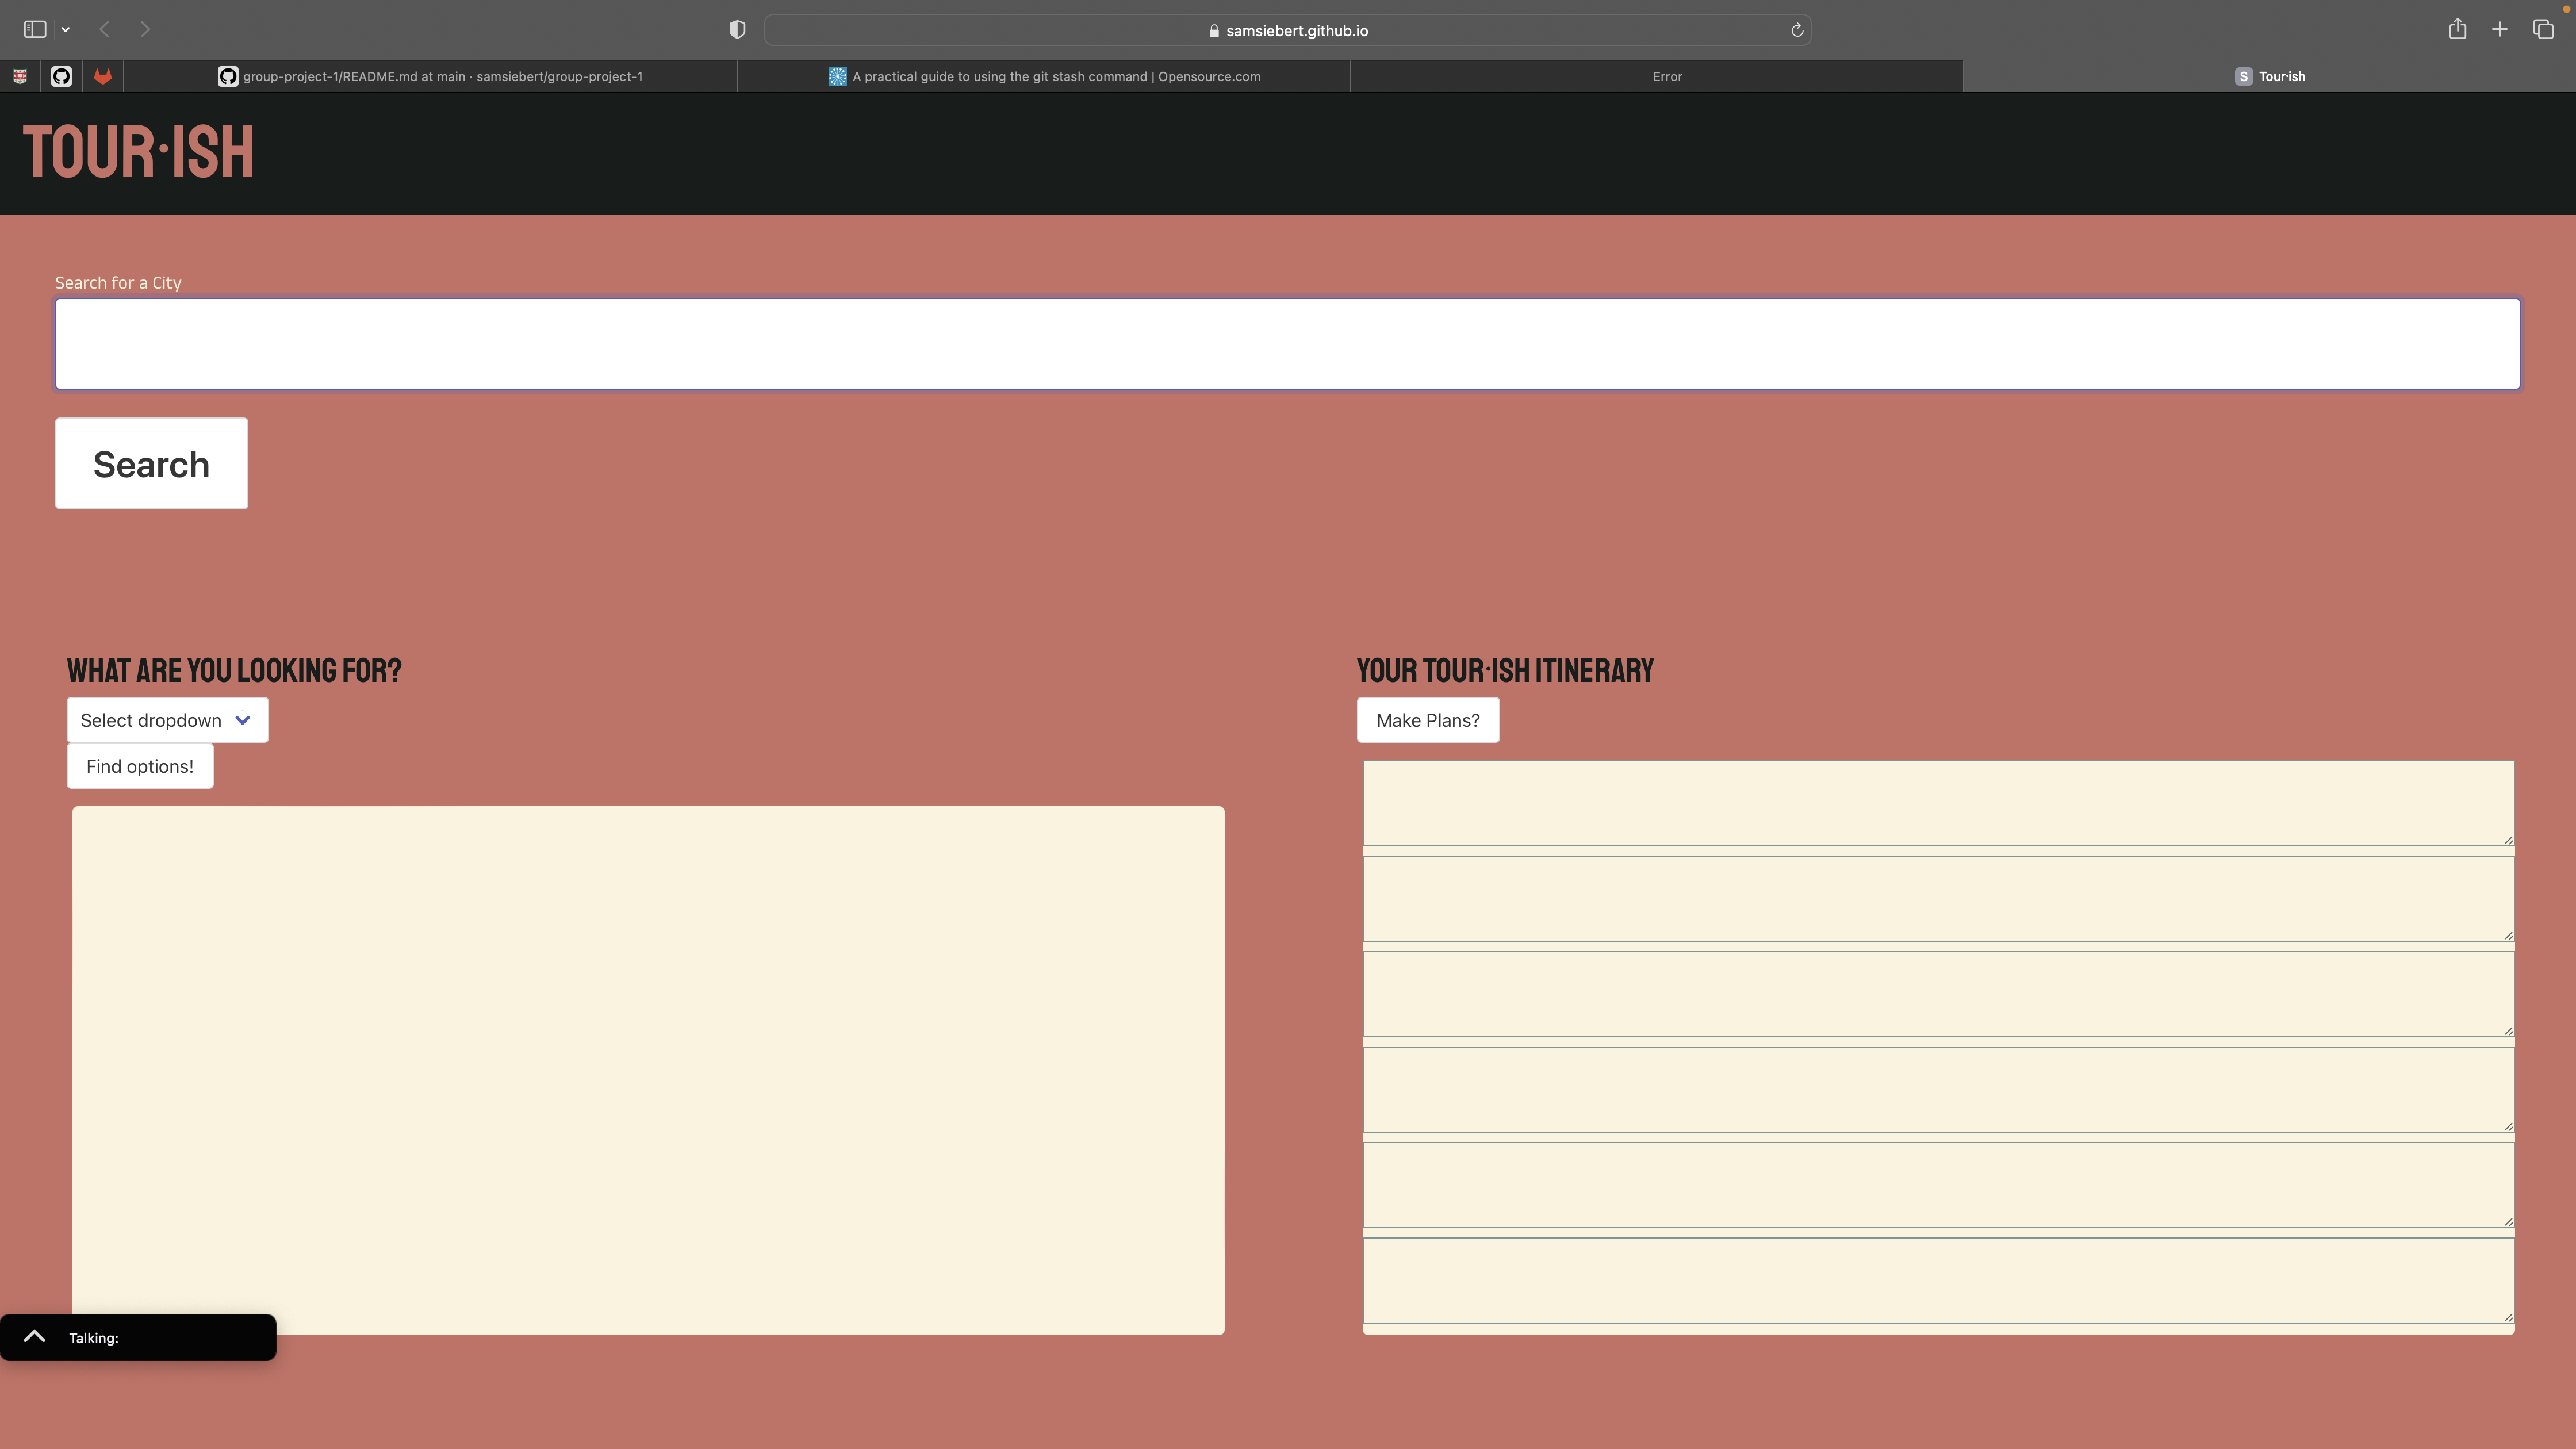 samsiebert.github.io
group-project-1/README.md at main · samsiebert/group-project-1
A practical guide to using the git stash command | Opensource.com
Error
S Tour·ish
TOUR·ISH
Search for a City
Search
WHAT ARE YOU LOOKING FOR?
Select dropdown
Find options!
YOUR TOUR·ISH ITINERARY
Make Plans?
Talking: